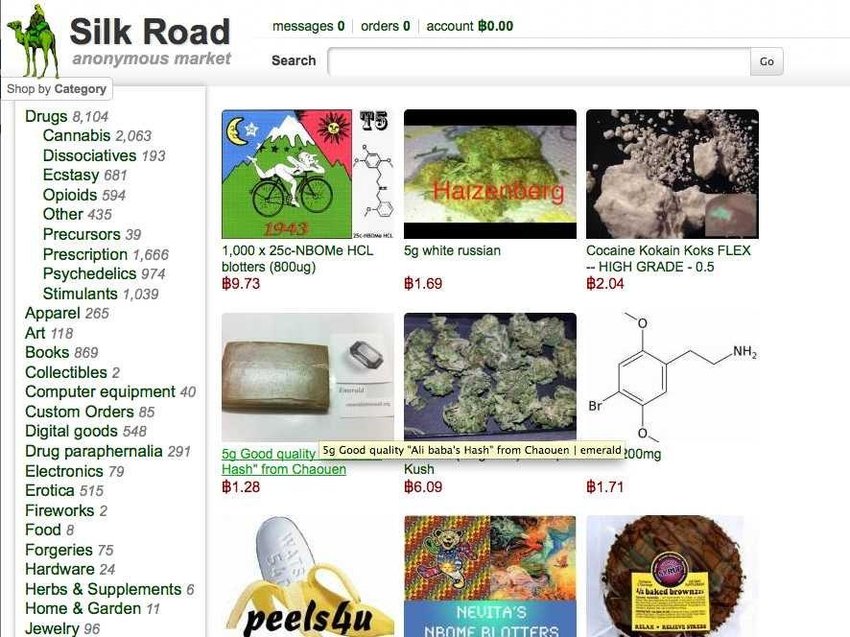 Silk Road
anonymous market
messages 0
orders 0
account ฿0.00
Search
Go
Shop by Category
Drugs 8,104
Cannabis 2,063
Dissociatives 193
Ecstasy 681
Opioids 594
Other 435
Precursors 39
Prescription 1,666
Psychedelics 974
Stimulants 1,039
Apparel 265
Art 118
Books 869
Collectibles 2
Computer equipment 40
Custom Orders 85
Digital goods 548
Drug paraphernalia 291
Electronics 79
Erotica 515
Fireworks 2
Food 8
Forgeries 75
Hardware 24
Herbs & Supplements 6
Home & Garden 11
Jewelry 96
T5
1943
25c-NBOMe HCL
1,000 x 25c-NBOMe HCL
blotters (800ug)
฿9.73
Haizenberg
5g white russian
฿1.69
Cocaine Kokain Koks FLEX
-- HIGH GRADE - 0.5
฿2.04
Emerald
5g Good quality
Hash" from Chaouen
฿1.28
5g Good quality "Ali baba's Hash" from Chaouen | emerald
Kush
฿6.09
O
NH2
Br
O
200mg
฿1.71
peels4u
NEVITA'S
NBOME BLOTTERS
SYRUP
1/2 baked brownzzz
RELAX • RELIEVE STRESS